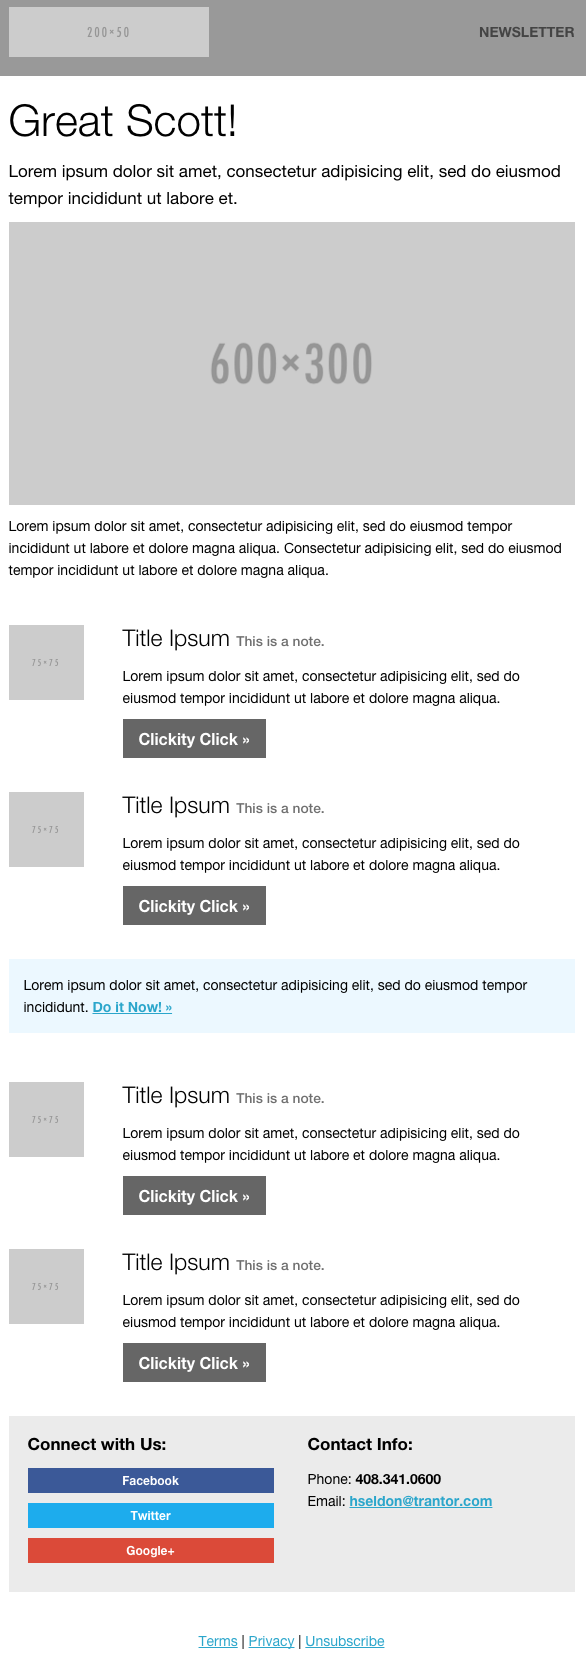 200×50
NEWSLETTER
Great Scott!
Lorem ipsum dolor sit amet, consectetur adipisicing elit, sed do eiusmod
tempor incididunt ut labore et.
600×300
Lorem ipsum dolor sit amet, consectetur adipisicing elit, sed do eiusmod tempor
incididunt ut labore et dolore magna aliqua. Consectetur adipisicing elit, sed do eiusmod
tempor incididunt ut labore et dolore magna aliqua.
75×75
Title Ipsum This is a note.
Lorem ipsum dolor sit amet, consectetur adipisicing elit, sed do
eiusmod tempor incididunt ut labore et dolore magna aliqua.
Clickity Click »
75×75
Title Ipsum This is a note.
Lorem ipsum dolor sit amet, consectetur adipisicing elit, sed do
eiusmod tempor incididunt ut labore et dolore magna aliqua.
Clickity Click »
Lorem ipsum dolor sit amet, consectetur adipisicing elit, sed do eiusmod tempor
incididunt. Do it Now! »
75×75
Title Ipsum This is a note.
Lorem ipsum dolor sit amet, consectetur adipisicing elit, sed do
eiusmod tempor incididunt ut labore et dolore magna aliqua.
Clickity Click »
75×75
Title Ipsum This is a note.
Lorem ipsum dolor sit amet, consectetur adipisicing elit, sed do
eiusmod tempor incididunt ut labore et dolore magna aliqua.
Clickity Click »
Connect with Us:
Facebook
Twitter
Google+
Contact Info:
Phone: 408.341.0600
Email: hseldon@trantor.com
Terms | Privacy | Unsubscribe